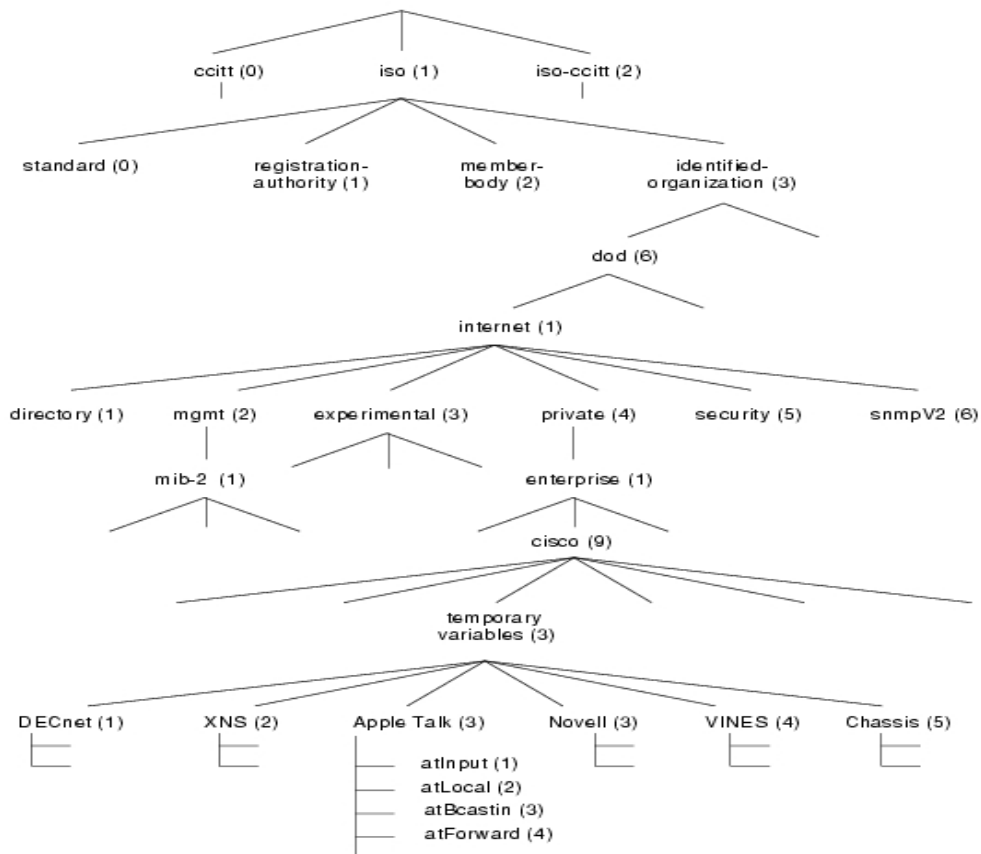 ccitt (0) iso (1) iso-ccitt (2)
standard (0) registration- member- identified-
authority (1) body (2) organization (3)
dod (6)
internet (1)
directory (1) mgmt (2) experimental (3) private (4) security (5) snmpV2 (6)
mib-2 (1) enterprise (1)
cisco (9)
temporary
variables (3)
DECnet (1) XNS (2) Apple Talk (3) Novell (3) VINES (4) Chassis (5)
atInput (1)
atLocal (2)
atBcastin (3)
atForward (4)